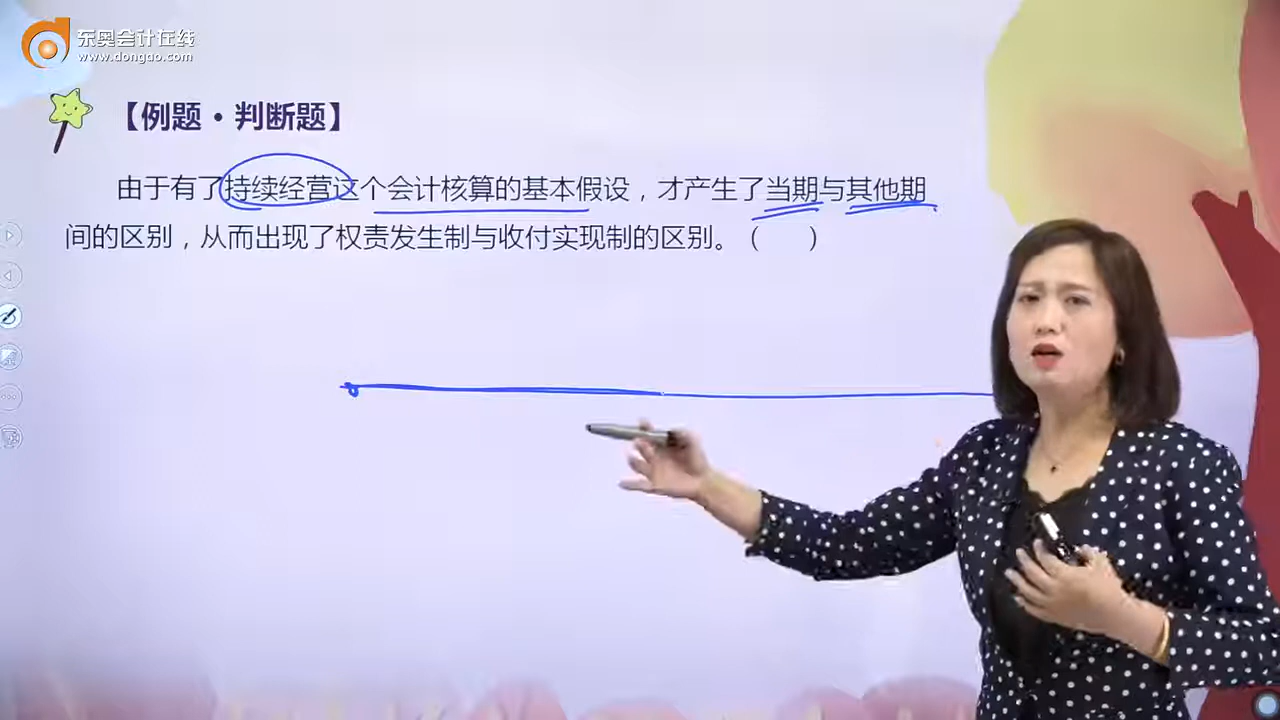 东奥会计在线
www.dongao.com
【例题·判断题】
由于有了持续经营这个会计核算的基本假设，才产生了当期与其他期
间的区别，从而出现了权责发生制与收付实现制的区别。（ ）